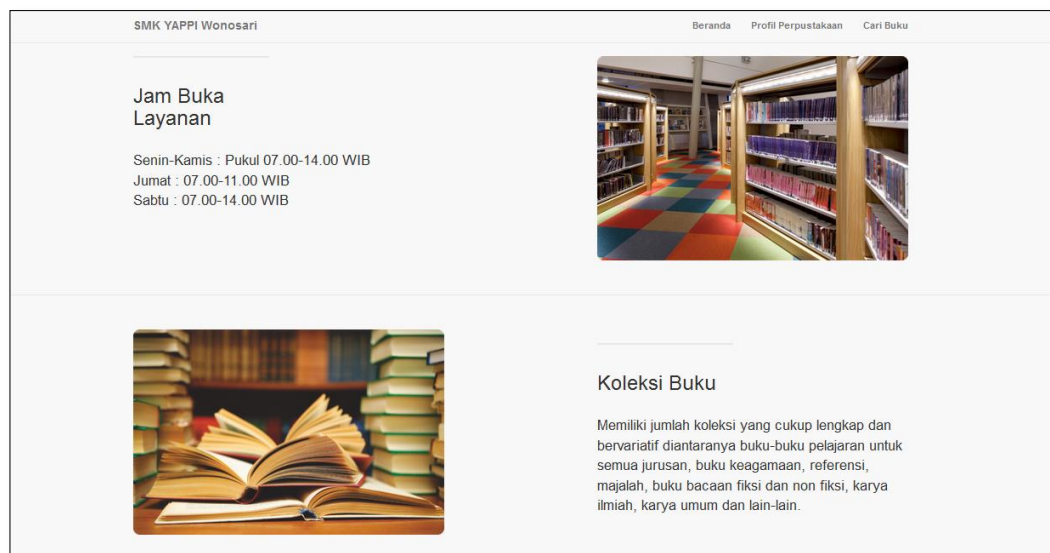 SMK YAPPI Wonosari
Beranda Profil Perpustakaan Cari Buku
Jam Buka
Layanan
Senin-Kamis : Pukul 07.00-14.00 WIB
Jumat : 07.00-11.00 WIB
Sabtu : 07.00-14.00 WIB
Koleksi Buku
Memiliki jumlah koleksi yang cukup lengkap dan
bervariatif diantaranya buku-buku pelajaran untuk
semua jurusan, buku keagamaan, referensi,
majalah, buku bacaan fiksi dan non fiksi, karya
ilmiah, karya umum dan lain-lain.